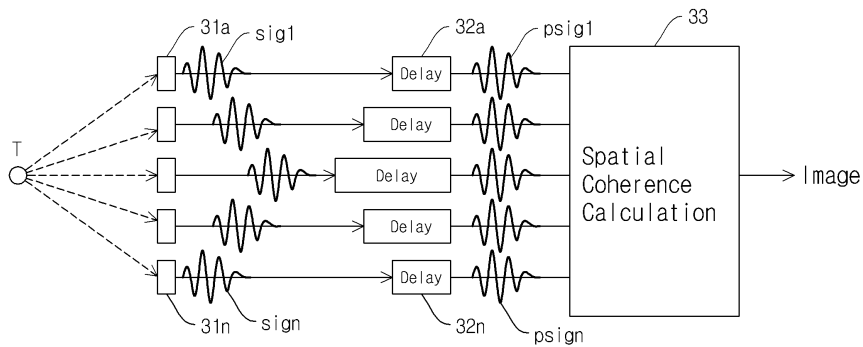 31a
sig1
32a
psig1
33
Delay
T
Delay
Delay
Spatial
Coherence
Calculation
Image
Delay
Delay
31n
sign
32n
psign